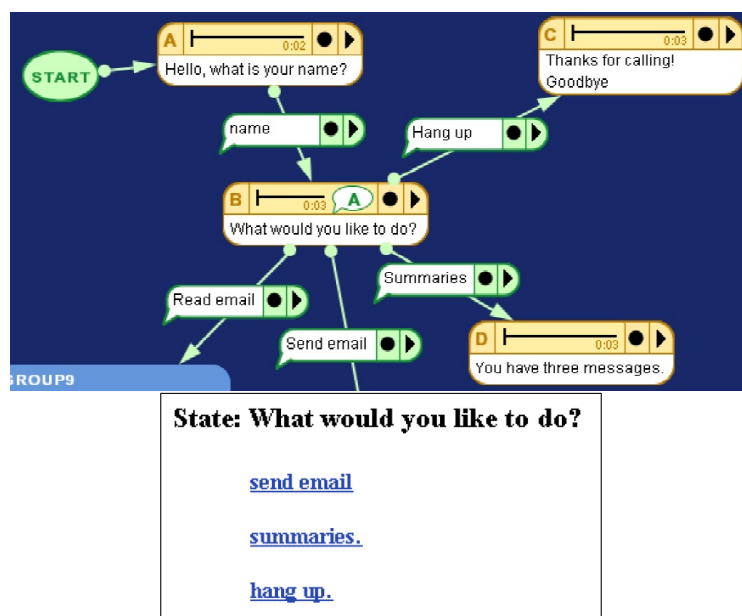 A 0:02
Hello, what is your name?
C 0:03
Thanks for calling!
Goodbye
START
name
Hang up
B 0:03 A
What would you like to do?
Read email
Summaries
Send email
D 0:03
You have three messages.
GROUP9
State: What would you like to do?
send email
summaries.
hang up.